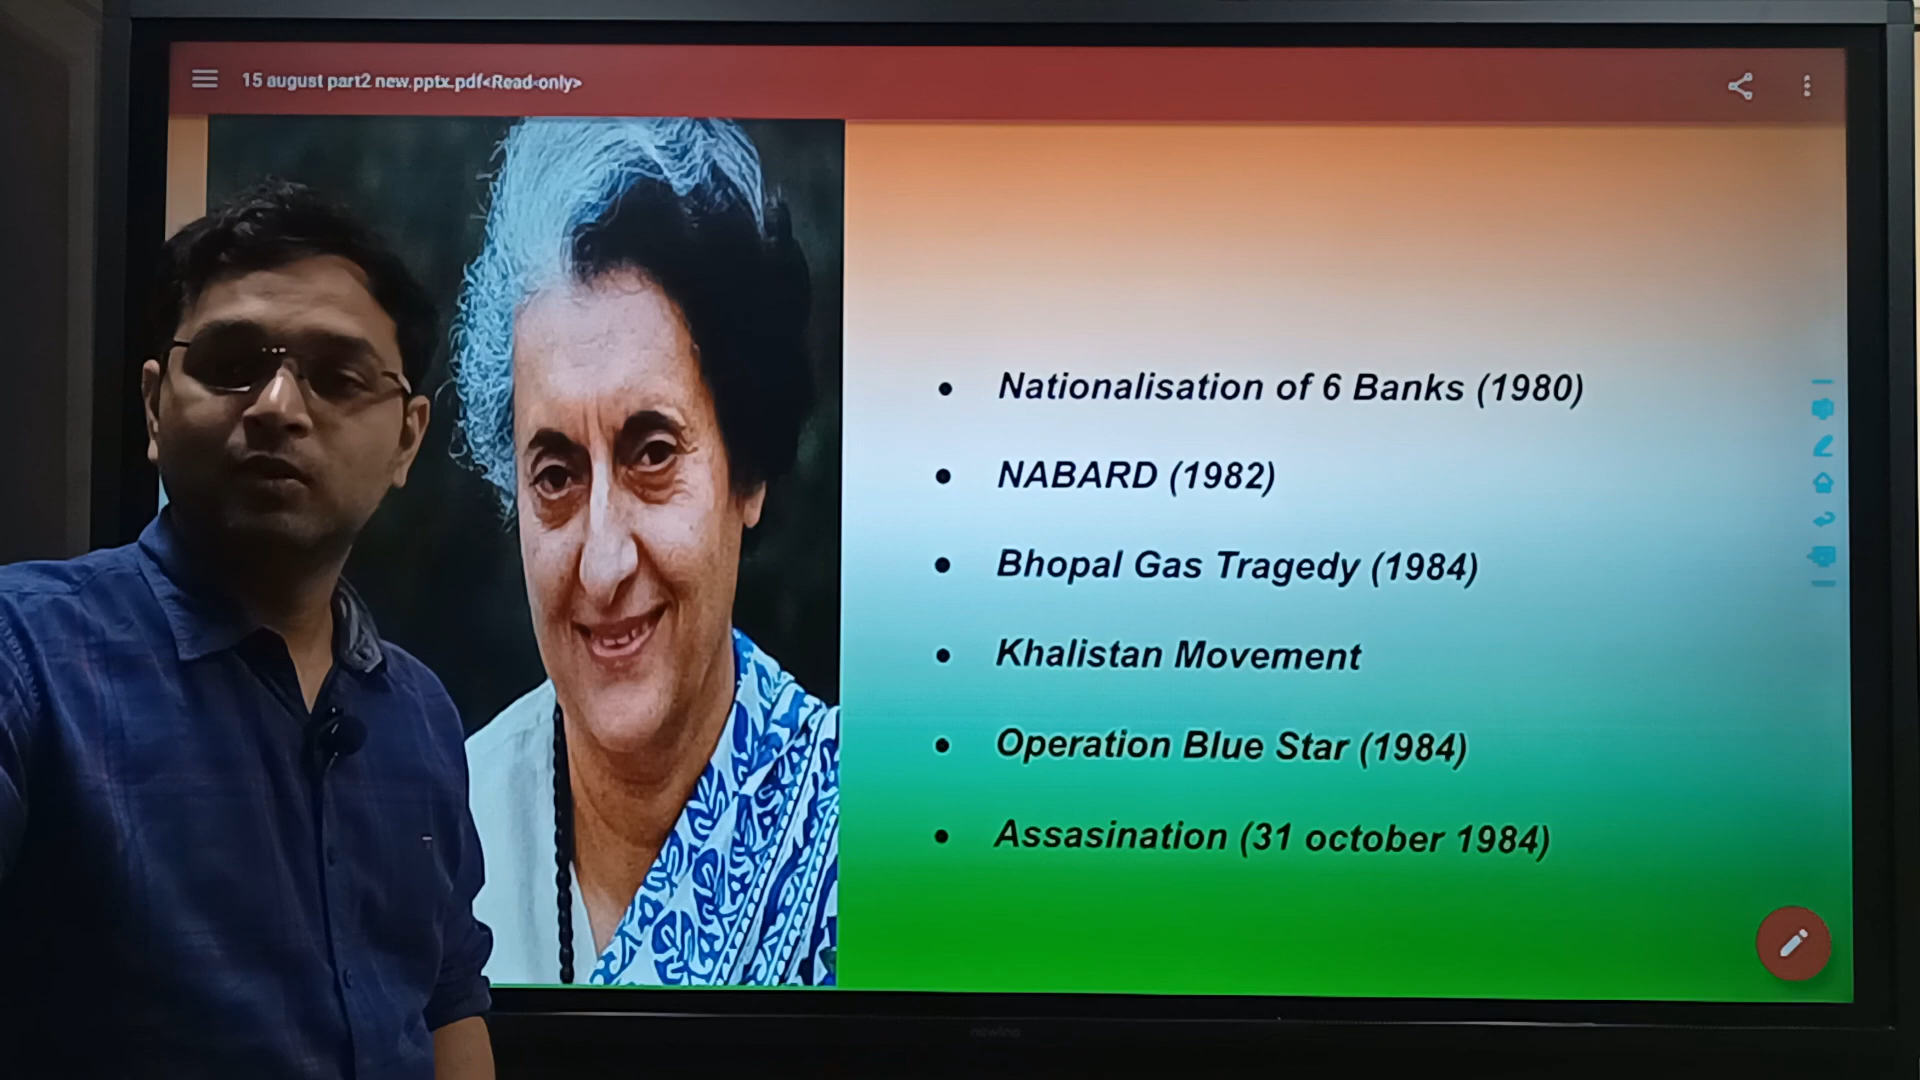 15 august part2 new.pptx.pdf<Read-only>
• Nationalisation of 6 Banks (1980)
• NABARD (1982)
• Bhopal Gas Tragedy (1984)
• Khalistan Movement
• Operation Blue Star (1984)
• Assasination (31 october 1984)
newline